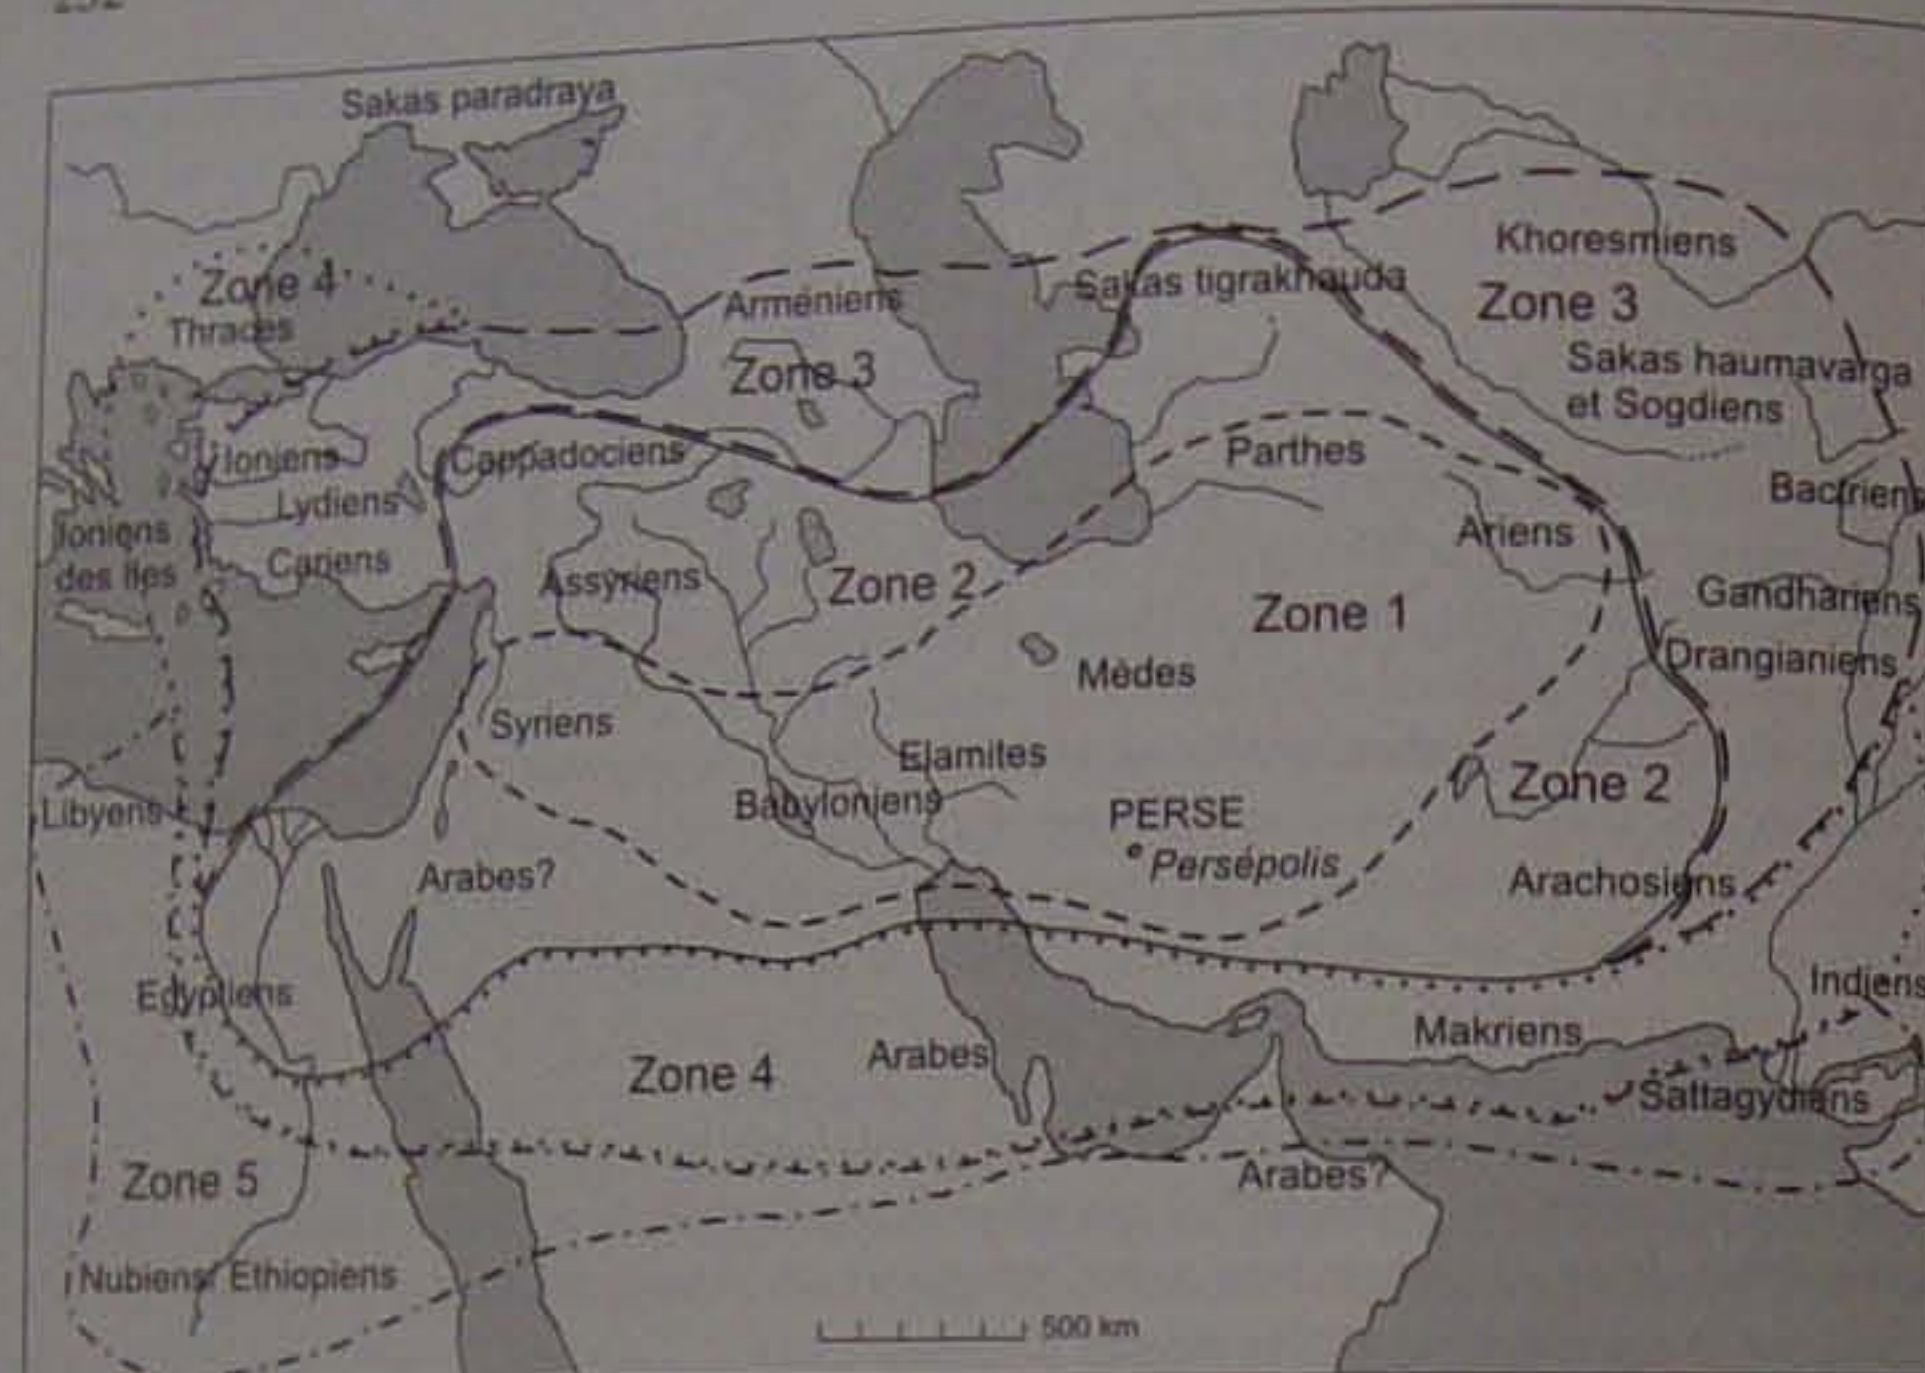 Sakas paradraya
Khoresmiens
Zone 4
Sakas tigrakhauda
Arméniens
Zone 3
Thraces
Zone 3
Sakas haumavarga
et Sogdiens
Ioniens
Cappadociens
Parthes
Lydiens
Bactriens
Ioniens
des îles
Cariens
Ariens
Assyriens
Zone 2
Zone 1
Gandhariens
Drangianiens
Mèdes
Syriens
Elamites
Zone 2
Babyloniens
PERSE
Libyens
Persépolis
Arabes?
Arachosiens
Egyptiens
Indiens
Makriens
Arabes
Zone 4
Sattagydiens
Zone 5
Arabes?
Nubiens/ Ethiopiens
500 km